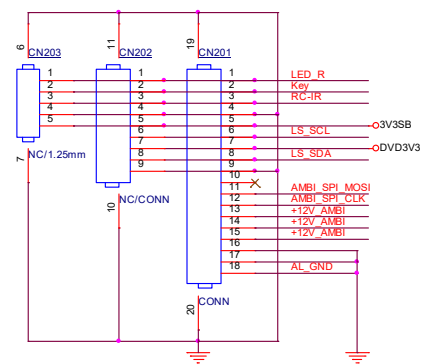 6
11
19
CN203
CN202
CN201
1
2
3
4
5
1
2
3
4
5
6
7
8
9
1
2
3
4
5
6
7
8
9
10
11
12
13
14
15
16
17
18
LED_R
Key
RC-IR
3V3SB
LS_SCL
DVD3V3
LS_SDA
AMBI_SPI_MOSI
AMBI_SPI_CLK
+12V_AMBI
+12V_AMBI
+12V_AMBI
AL_GND
7
NC/1.25mm
10
NC/CONN
20
CONN